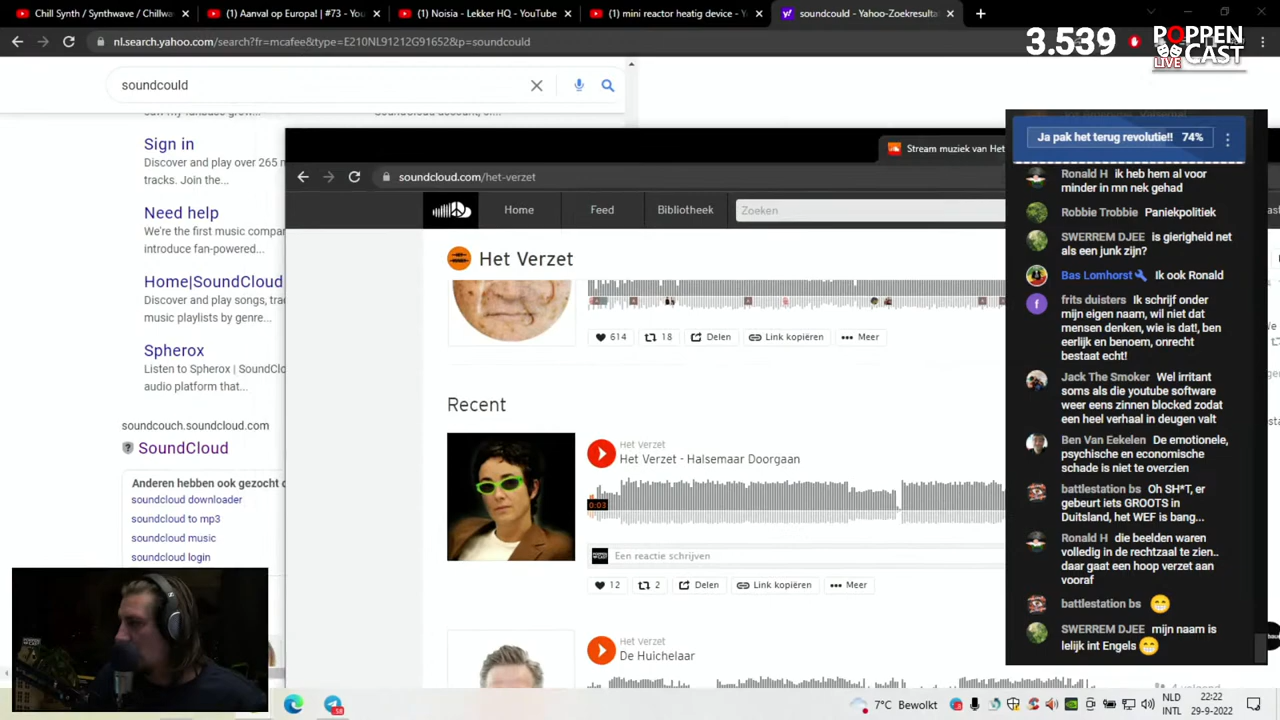 Chill Synth / Synthwave / Chi
(1) Aanval op Europa! | #73 - You
(1) Noisia - Lekker HQ - YouTube
(1) mini reactor heagtig device - Y
soundcould - Yahoo-Zoekresulta
nl.search.yahoo.com/search?fr=mcafee&type=E210NL91212G91652&p=soundcould
3.539
POPPEN
CAST
LIVE
soundcould
Sign in
Discover and play over 265 m
tracks. Join the...
Need help
We're the first music compan
introduce fan-powered...
Home|SoundCloud
Discover and play songs, tra
music playlists by genre...
Spherox
Listen to Spherox | SoundClo
audio platform that...
soundcouch.soundcloud.com
SoundCloud
Anderen hebben ook gezocht o
soundcloud downloader
soundcloud to mp3
soundcloud music
soundcloud login
Stream muziek van Het
soundcloud.com/het-verzet
Home
Feed
Bibliotheek
Zoeken
Het Verzet
614
18
Delen
Link kopiëren
Meer
Recent
Het Verzet
Het Verzet - Halsemaar Doorgaan
0:03
Een reactie schrijven
12
2
Delen
Link kopiëren
Meer
Het Verzet
De Huichelaar
Ja pak het terug revolutie!! 74%
Ronald H ik heb hem al voor
minder in mn nek gehad
Robbie Trobbie Paniekpolitiek
SWERREM DJEE is gierigheid net
als een junk zijn?
Bas Lomhorst Ik ook Ronald
frits duisters Ik schrijf onder
mijn eigen naam, wil niet dat
mensen denken, wie is dat!, ben
eerlijk en benoem, onrecht
bestaat echt!
Jack The Smoker Wel irritant
soms als die youtube software
weer eens zinnen blocked zodat
een heel verhaal in deugen valt
Ben Van Eekelen De emotionele,
psychische en economische
schade is niet te overzien
battlestation bs Oh SH*T, er
gebeurt iets GROOTS in
Duitsland, het WEF is bang...
Ronald H die beelden waren
volledig in de rechtzaal te zien..
daar gaat een hoop verzet aan
vooraf
battlestation bs 😁
SWERREM DJEE mijn naam is
lelijk int Engels 😁
7°C Bewolkt
NLD
INTL
22:22
29-9-2022